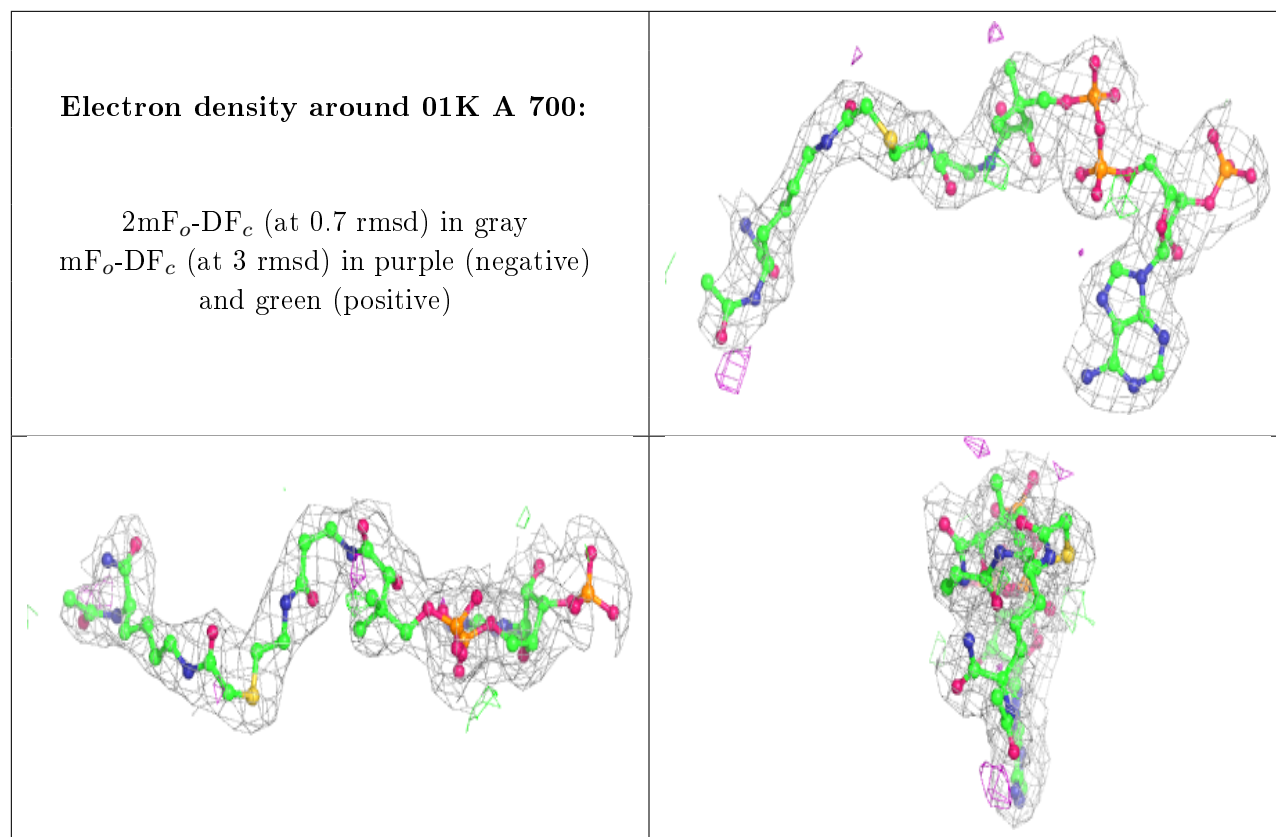 Electron density around 01K A 700:
2mFₒ-DF𝒸 (at 0.7 rmsd) in gray
mFₒ-DF𝒸 (at 3 rmsd) in purple (negative)
and green (positive)